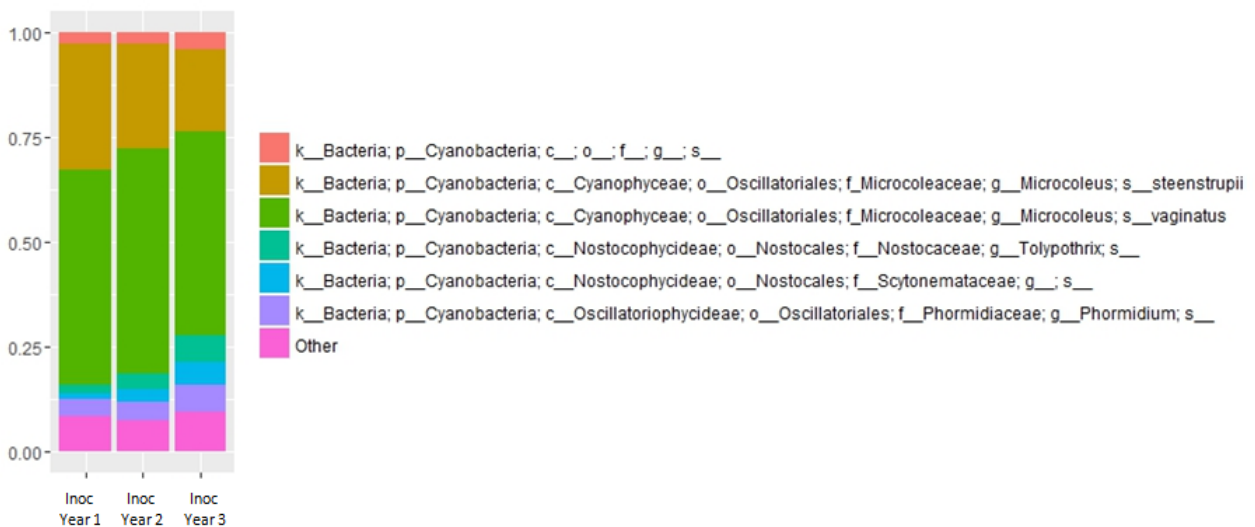 1.00
0.75
0.50
0.25
0.00
Inoc
Year 1
Inoc
Year 2
Inoc
Year 3
k__Bacteria; p__Cyanobacteria; c__; o__; f__; g__; s__
k__Bacteria; p__Cyanobacteria; c__Cyanophyceae; o__Oscillatoriales; f_Microcoleaceae; g__Microcoleus; s__steenstrupii
k__Bacteria; p__Cyanobacteria; c__Cyanophyceae; o__Oscillatoriales; f_Microcoleaceae; g__Microcoleus; s__vaginatus
k__Bacteria; p__Cyanobacteria; c__Nostocophycideae; o__Nostocales; f__Nostocaceae; g__Tolypothrix; s__
k__Bacteria; p__Cyanobacteria; c__Nostocophycideae; o__Nostocales; f__Scytonemataceae; g__; s__
k__Bacteria; p__Cyanobacteria; c__Oscillatoriophycideae; o__Oscillatoriales; f__Phormidiaceae; g__Phormidium; s__
Other